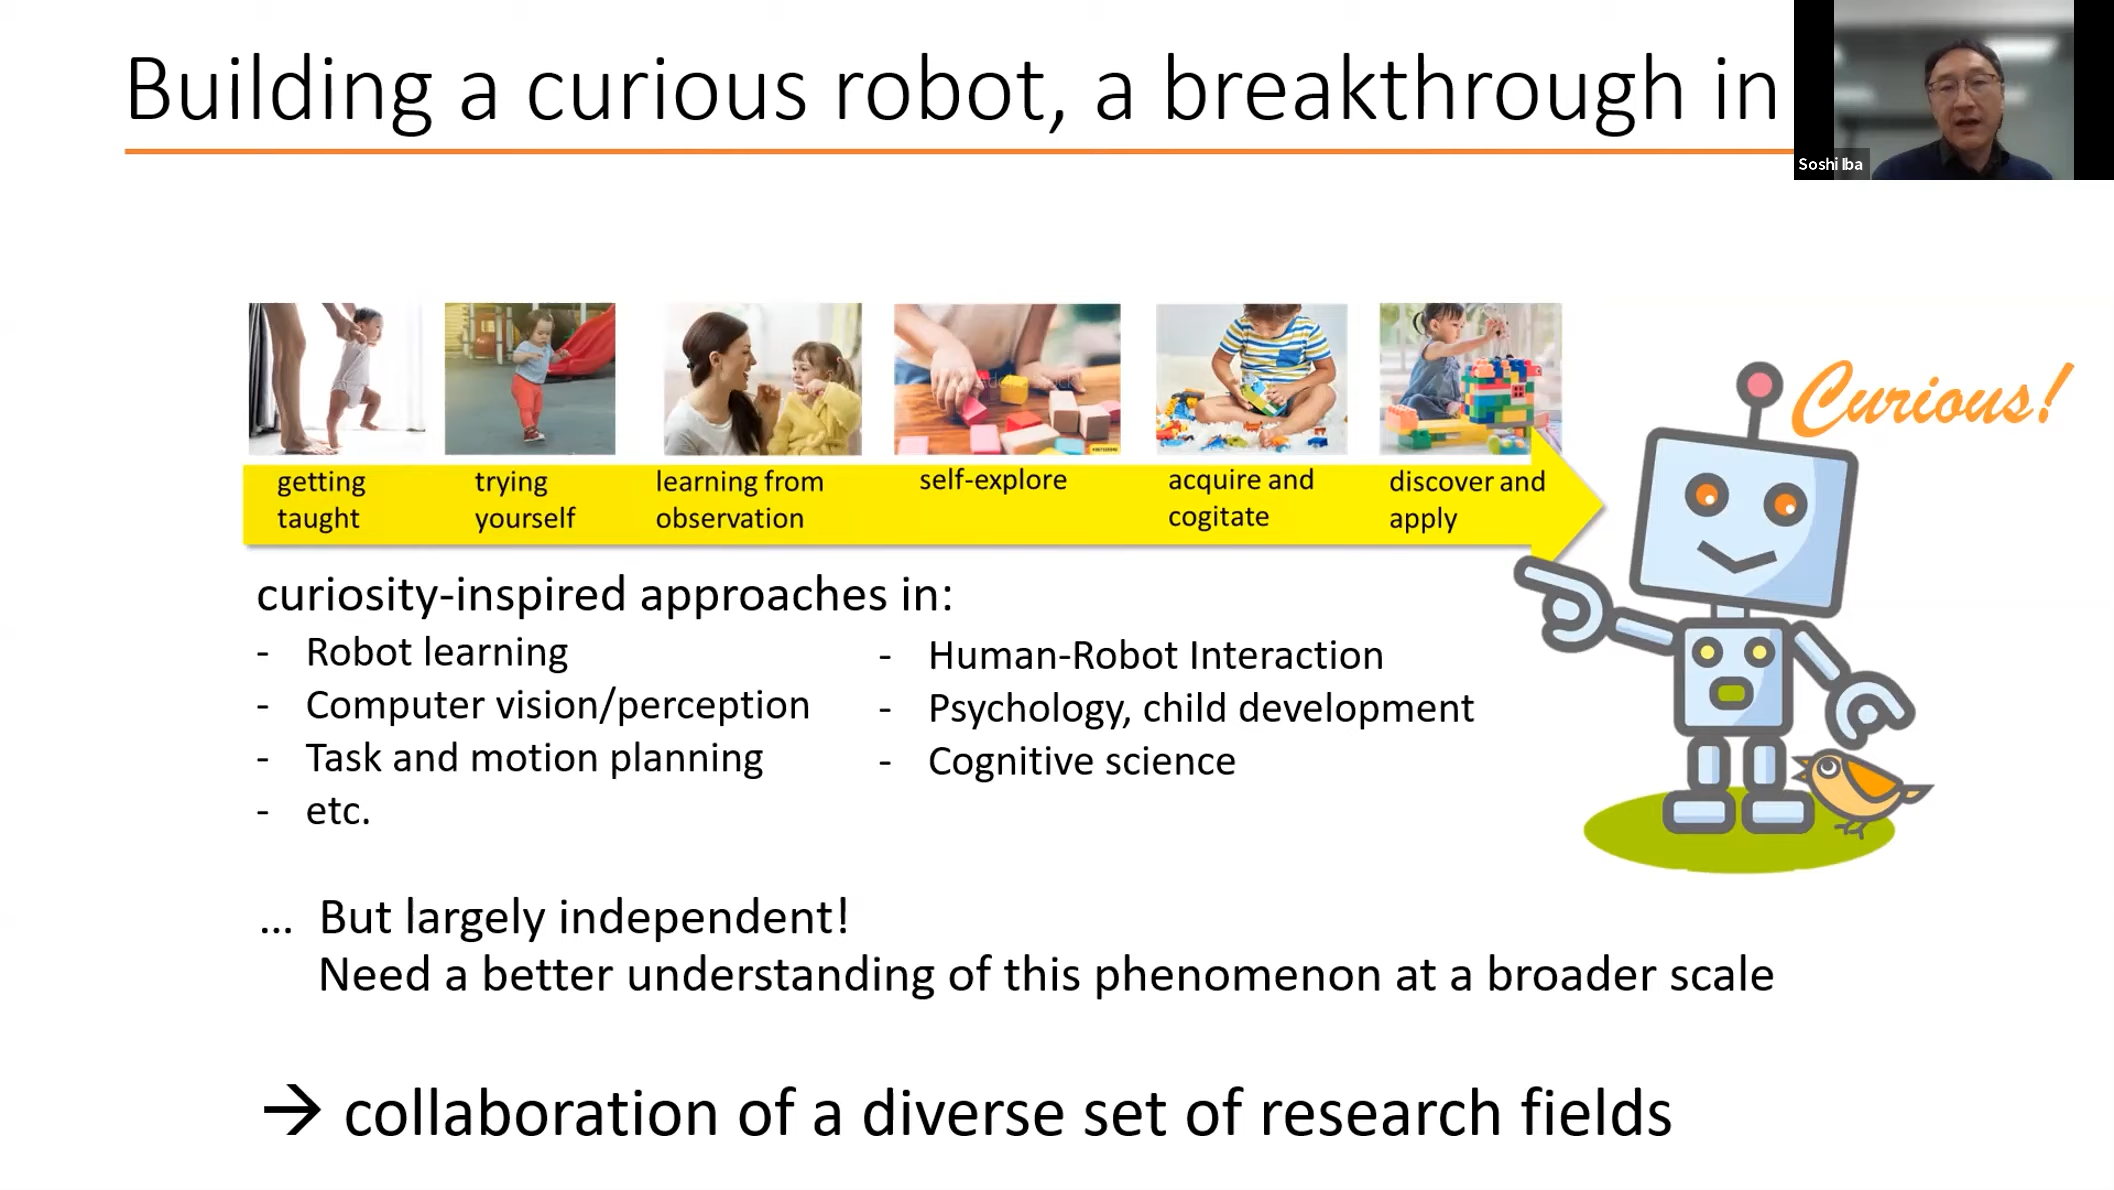 Building a curious robot, a breakthrough in
Soshi Iba
Curious!
getting
taught
trying
yourself
learning from
observation
self-explore
acquire and
cogitate
discover and
apply
curiosity-inspired approaches in:
- Robot learning
- Computer vision/perception
- Task and motion planning
- etc.
- Human-Robot Interaction
- Psychology, child development
- Cognitive science
... But largely independent!
Need a better understanding of this phenomenon at a broader scale
→ collaboration of a diverse set of research fields